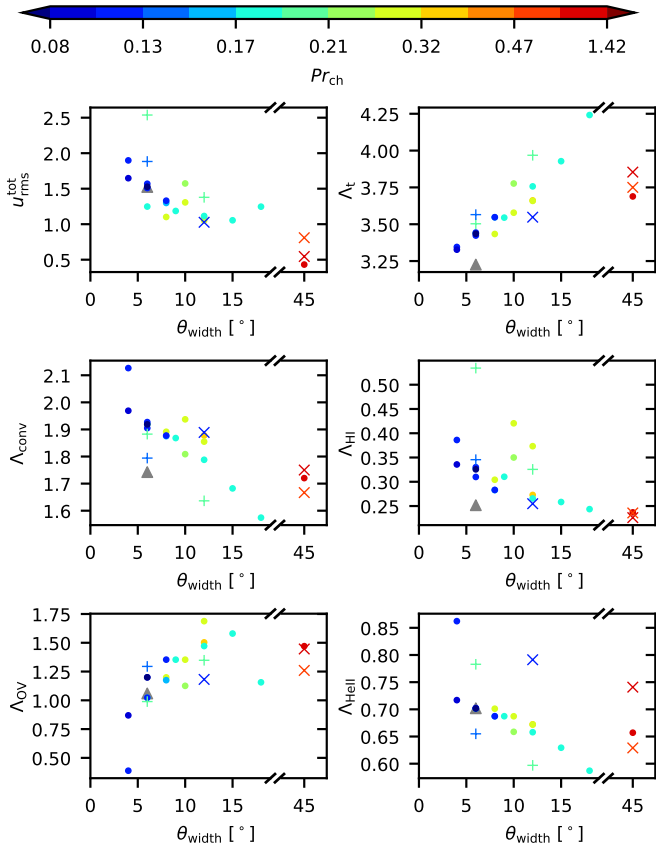 0.08 0.13 0.17 0.21 0.32 0.47 1.42
Pr_ch
2.5
2.0
1.5
1.0
0.5
u_rms^tot
0 5 10 15 45
θ_width [°]
4.25
4.00
3.75
3.50
3.25
Λ_t
0 5 10 15 45
θ_width [°]
2.1
2.0
1.9
1.8
1.7
1.6
Λ_conv
0 5 10 15 45
θ_width [°]
0.50
0.45
0.40
0.35
0.30
0.25
Λ_HI
0 5 10 15 45
θ_width [°]
1.75
1.50
1.25
1.00
0.75
0.50
Λ_OV
0 5 10 15 45
θ_width [°]
0.85
0.80
0.75
0.70
0.65
0.60
Λ_HeII
0 5 10 15 45
θ_width [°]